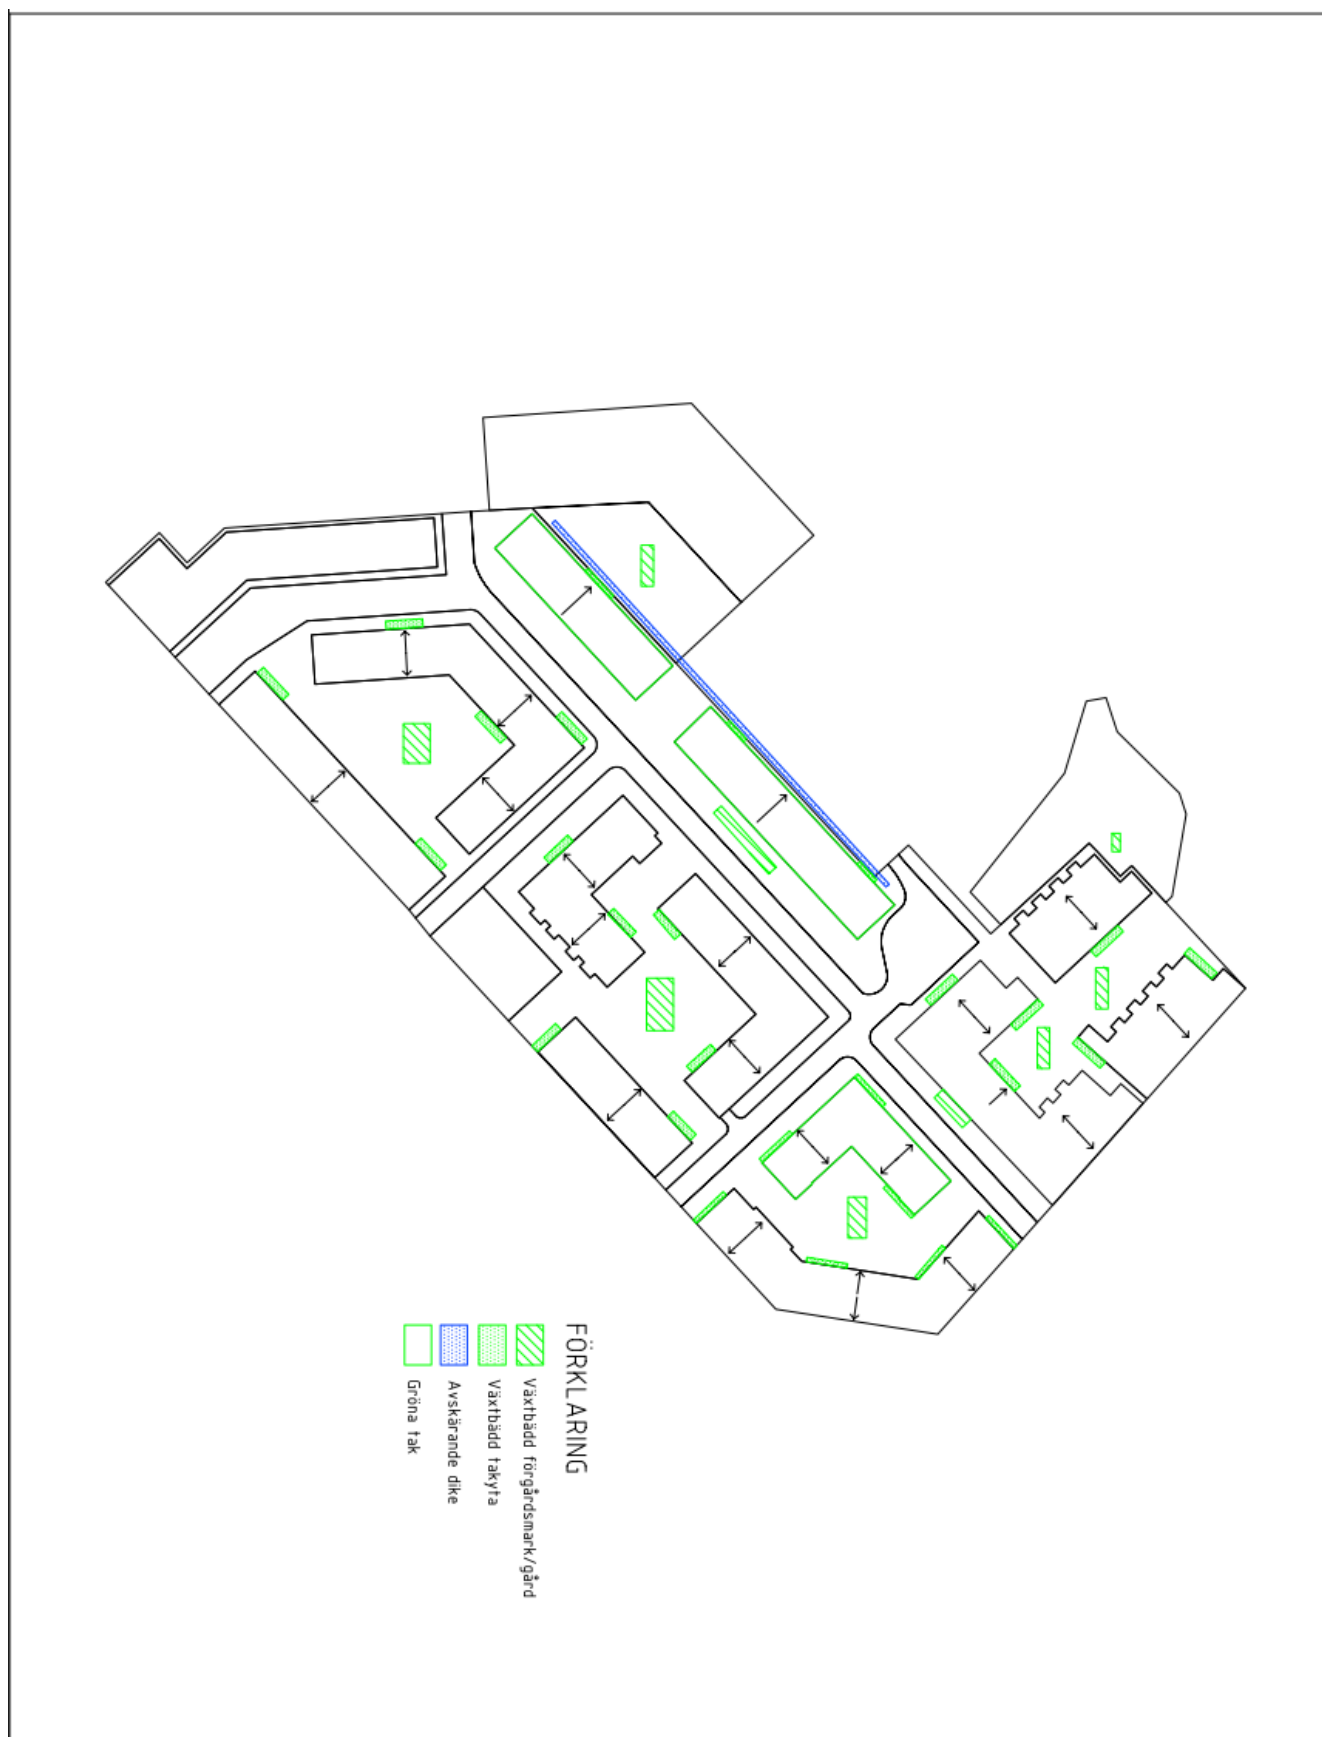 FÖRKLARING
Växtbädd förgårdsmark/gård
Växtbädd takyta
Avskärande dike
Gröna tak